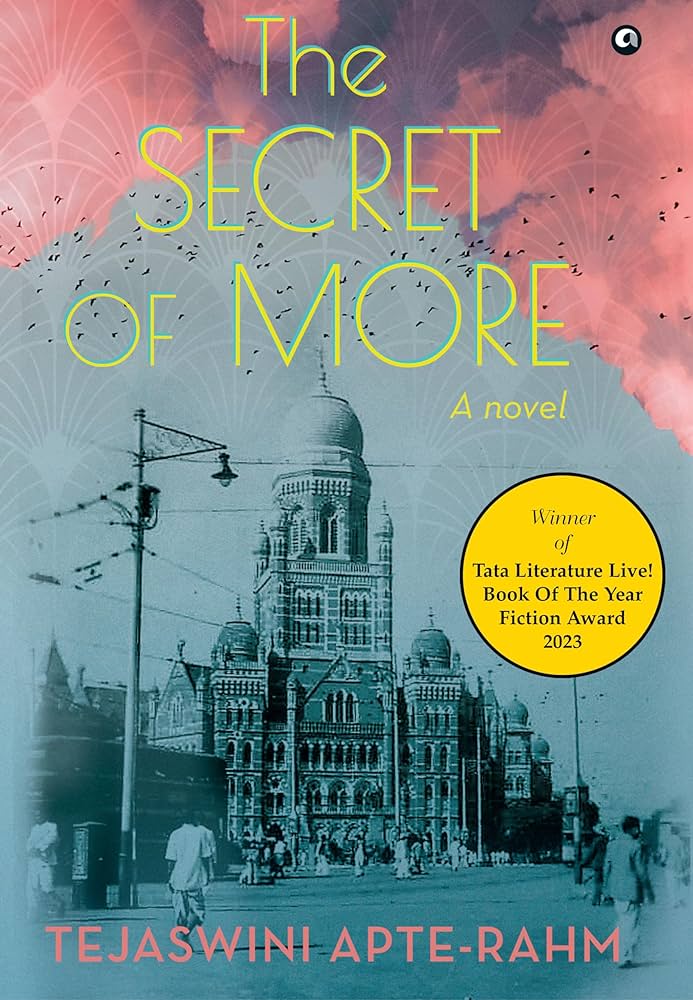 The
SECRET
OF MORE
A novel
Winner
of
Tata Literature Live!
Book Of The Year
Fiction Award
2023
TEJASWINI APTE-RAHM